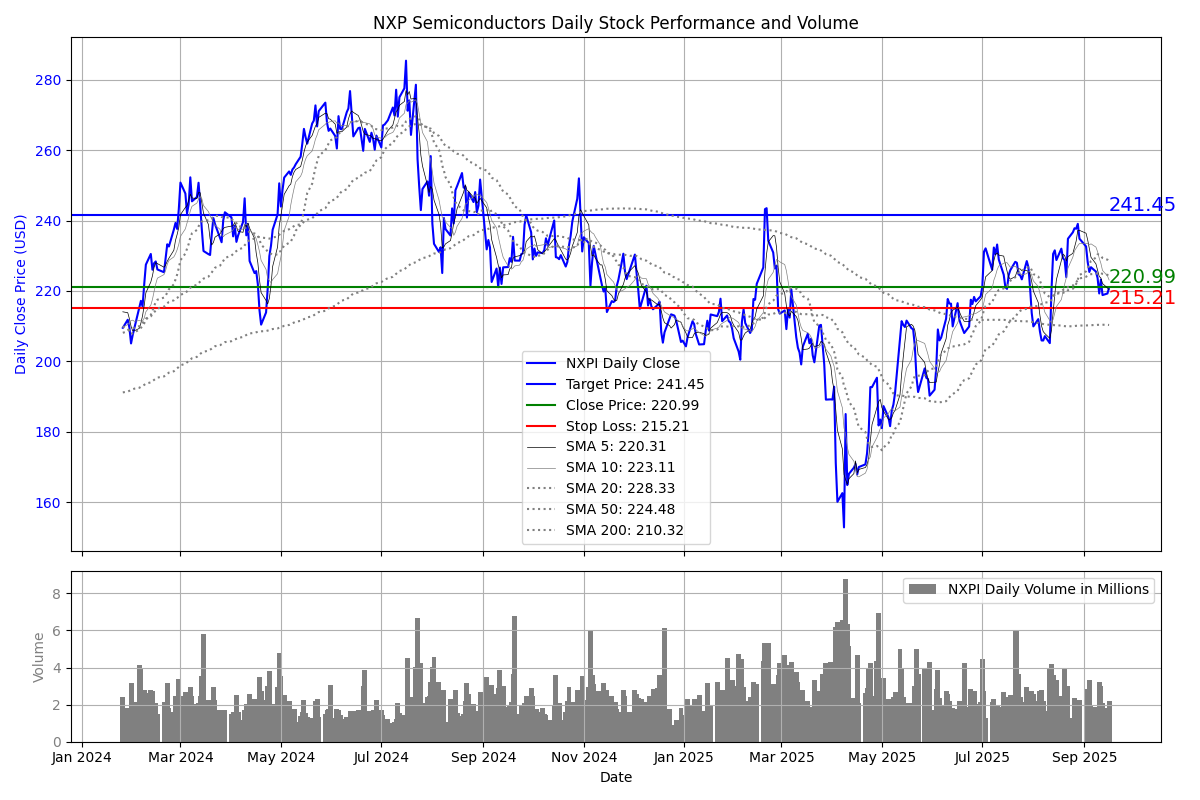 NXP Semiconductors Daily Stock Performance and Volume
Daily Close Price (USD)
280
260
240
220
200
180
160
241.45
220.99
215.21
NXPI Daily Close
Target Price: 241.45
Close Price: 220.99
Stop Loss: 215.21
SMA 5: 220.31
SMA 10: 223.11
SMA 20: 228.33
SMA 50: 224.48
SMA 200: 210.32
Volume
8
6
4
2
0
NXPI Daily Volume in Millions
Jan 2024
Mar 2024
May 2024
Jul 2024
Sep 2024
Nov 2024
Jan 2025
Mar 2025
May 2025
Jul 2025
Sep 2025
Date